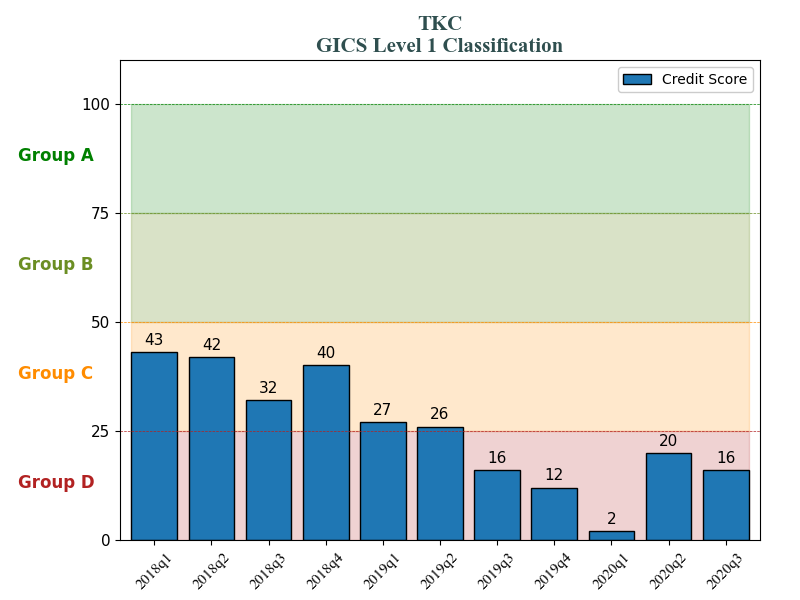 TKC
GICS Level 1 Classification
Credit Score
100
Group A
75
Group B
50
43
42
40
Group C
32
27
26
25
20
16
16
12
Group D
2
0
2018q1
2018q2
2018q3
2018q4
2019q1
2019q2
2019q3
2019q4
2020q1
2020q2
2020q3